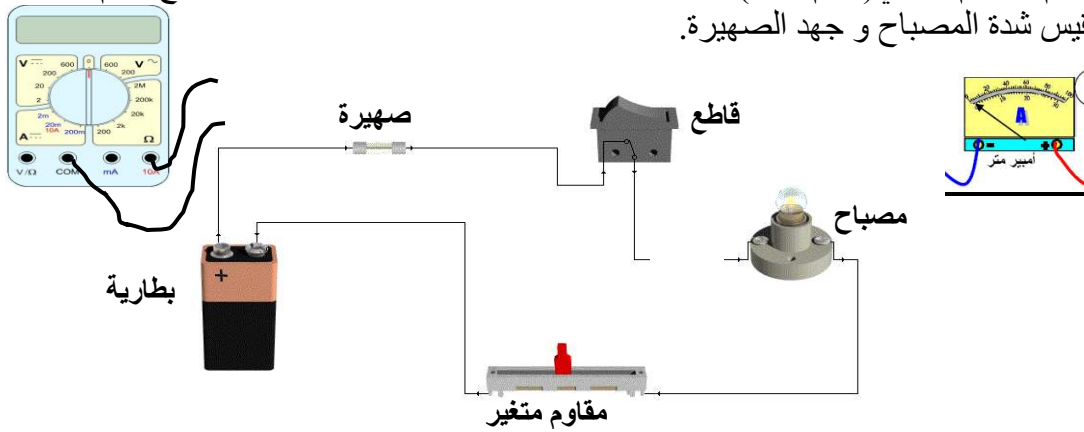 قيس شدة المصباح و جهد الصهيرة.
V 600 600 V
200 200
20 2M
2 200k
2m 20k
20m 2k
A 10A 200m 200 Ω
V/Ω COM mA 10A
صهيرة
قاطع
A
- +
أمبير متر
مصباح
بطارية
+
مقاوم متغير